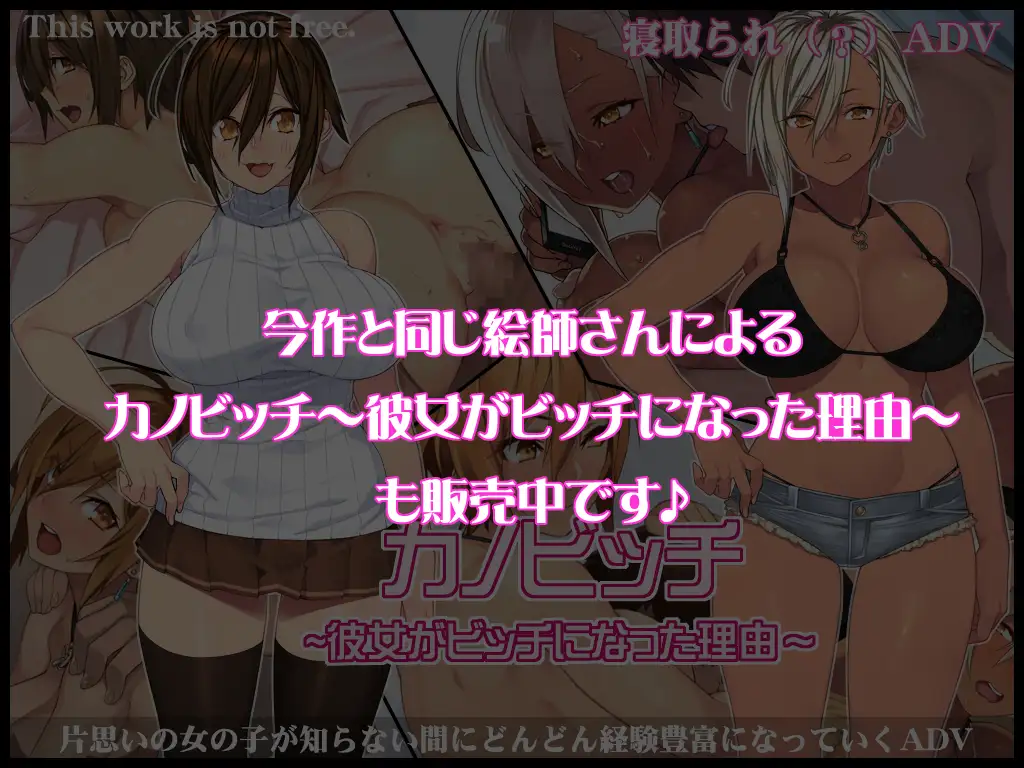 This work is not free.
寝取られ（？）ADV
今作と同じ絵師さんによる
カノビッチ～彼女がビッチになった理由～
も販売中です♪
カノビッチ
~彼女がビッチになった理由~
片思いの女の子が知らない間にどんどん経験豊富になっていくADV